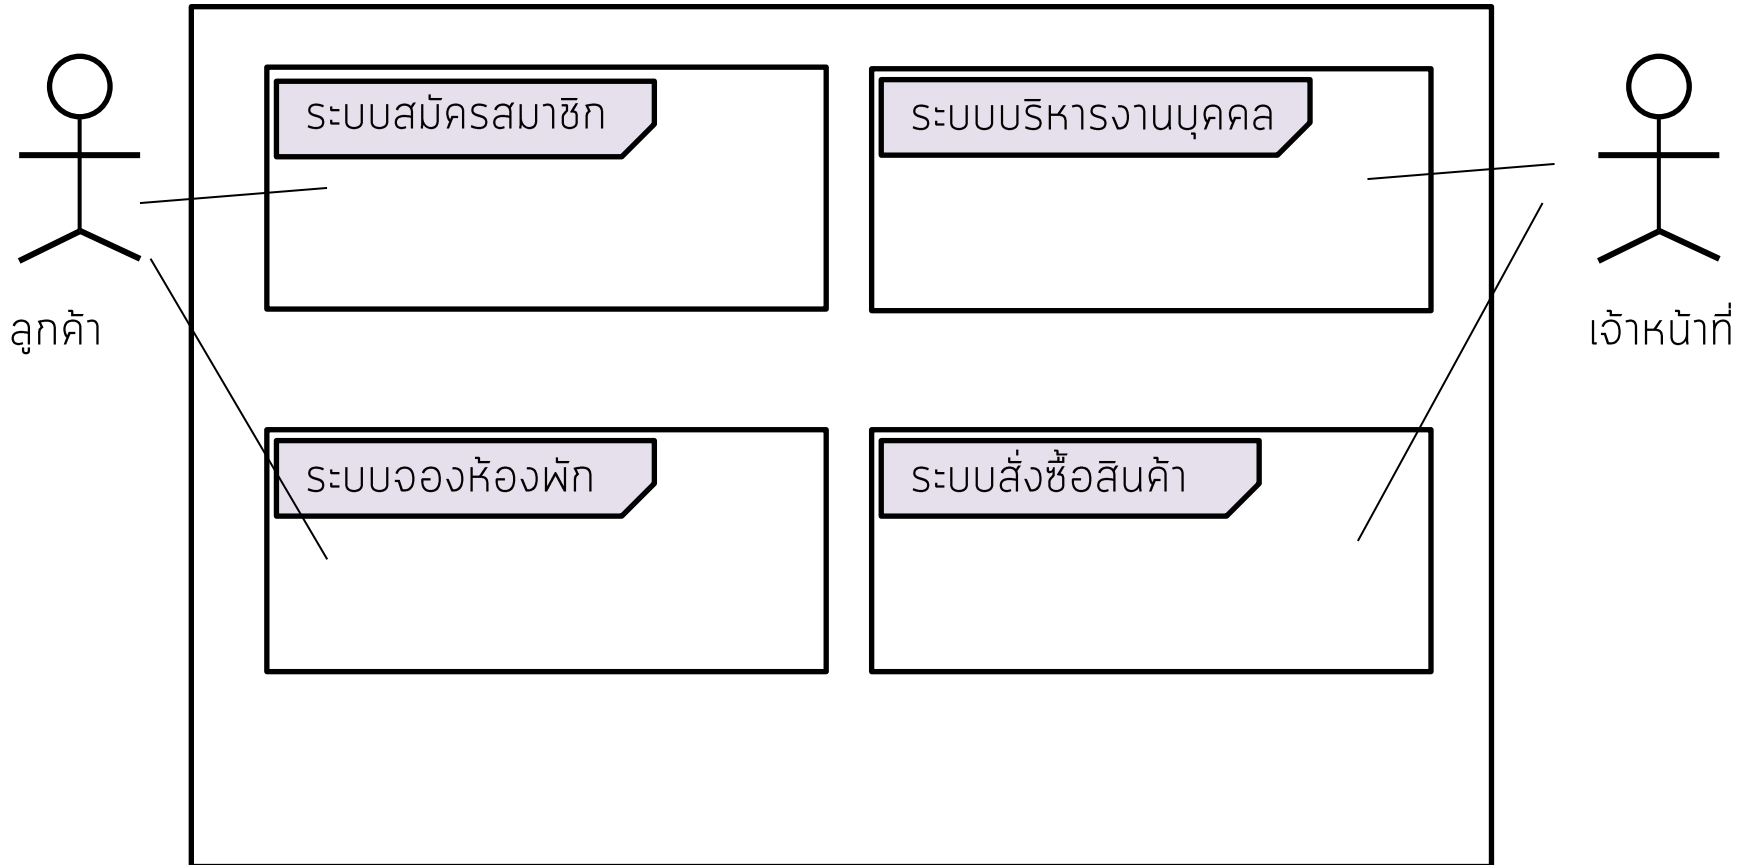 ระบบสมัครสมาชิก
ระบบบริหารงานบุคคล
ลูกค้า
เจ้าหน้าที่
ระบบจองห้องพัก
ระบบสั่งซื้อสินค้า